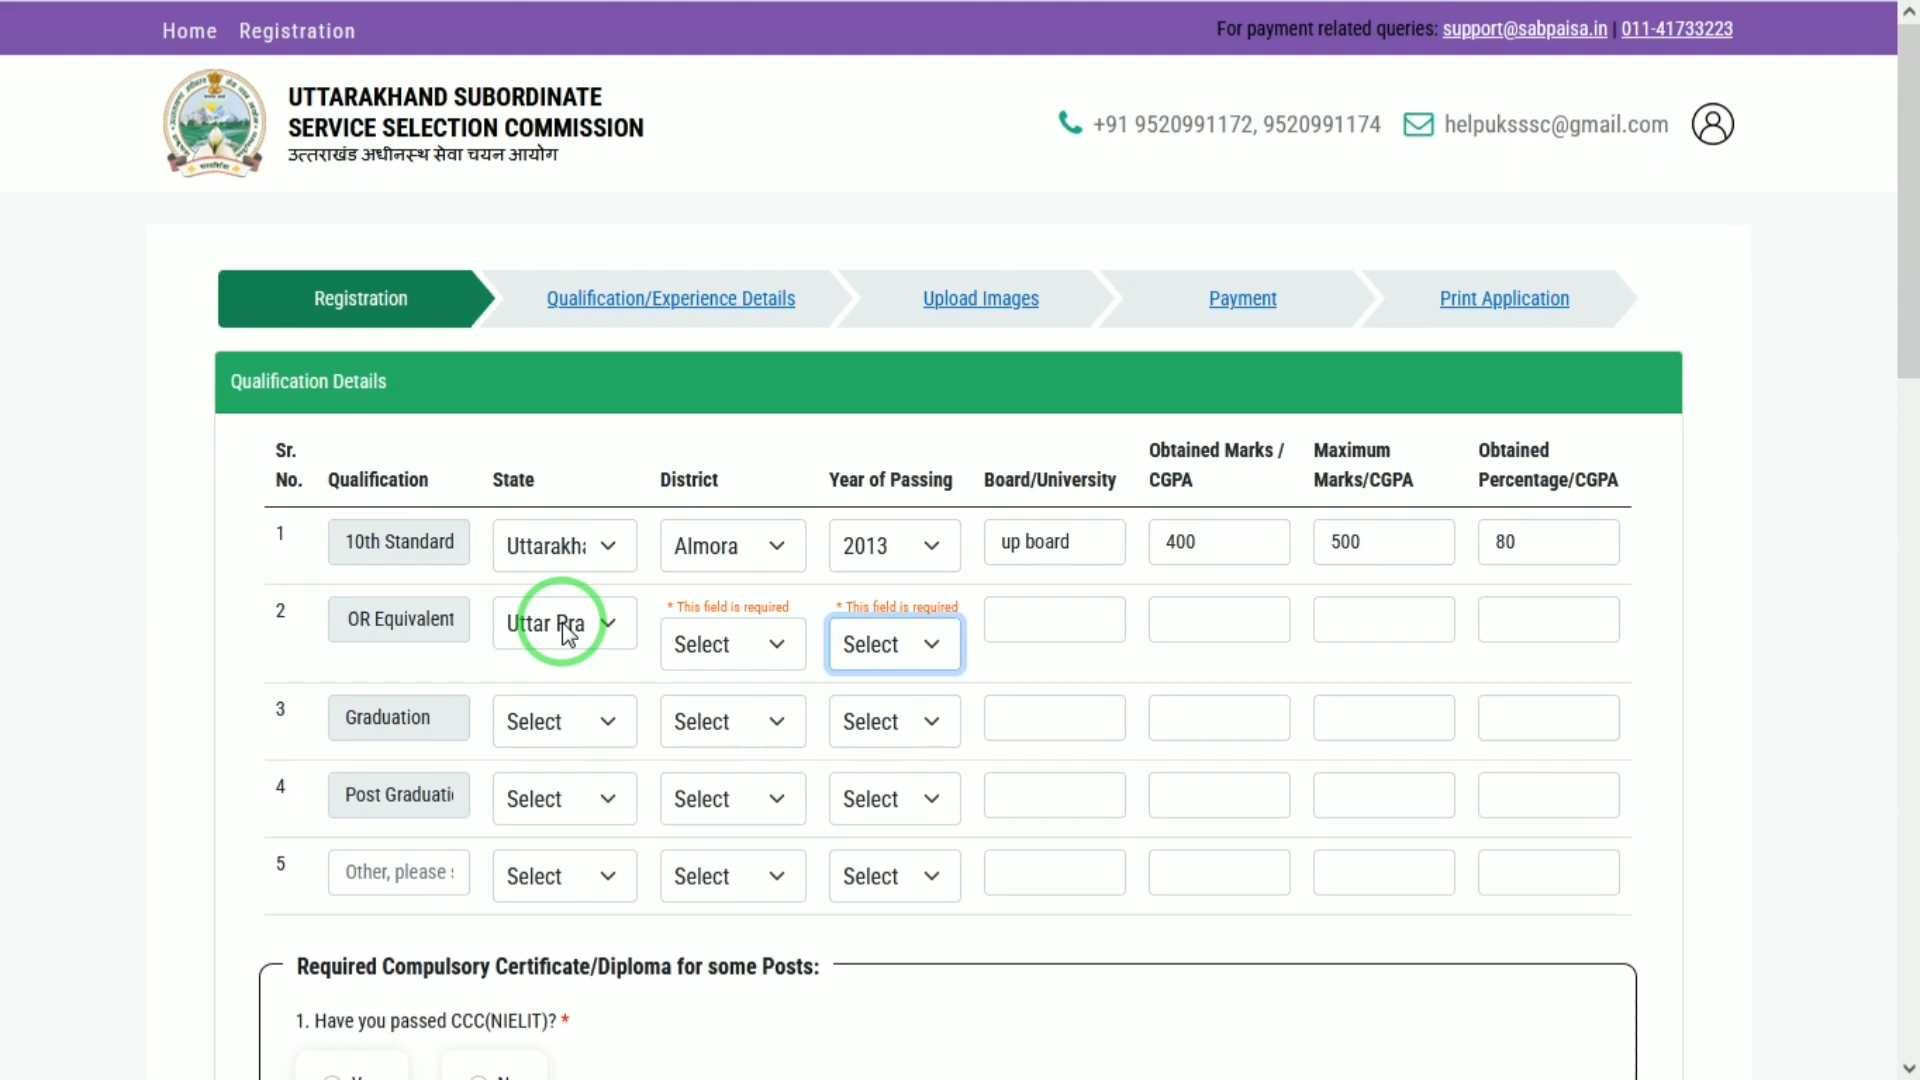 Home Registration
For payment related queries: support@sabpaisa.in | 011-41733223
UTTARAKHAND SUBORDINATE
SERVICE SELECTION COMMISSION
उत्तराखंड अधीनस्थ सेवा चयन आयोग
+91 9520991172, 9520991174
helpuksssc@gmail.com
Registration
Qualification/Experience Details
Upload Images
Payment
Print Application
Qualification Details
Sr. No. Qualification State District Year of Passing Board/University Obtained Marks / CGPA Maximum Marks/CGPA Obtained Percentage/CGPA
1 10th Standard Uttarakha Almora 2013 up board 400 500 80
* This field is required * This field is required
2 OR Equivalent Uttar Pra Select Select
3 Graduation Select Select Select
4 Post Graduati Select Select Select
5 Other, please s Select Select Select
Required Compulsory Certificate/Diploma for some Posts:
1. Have you passed CCC(NIELIT)? *